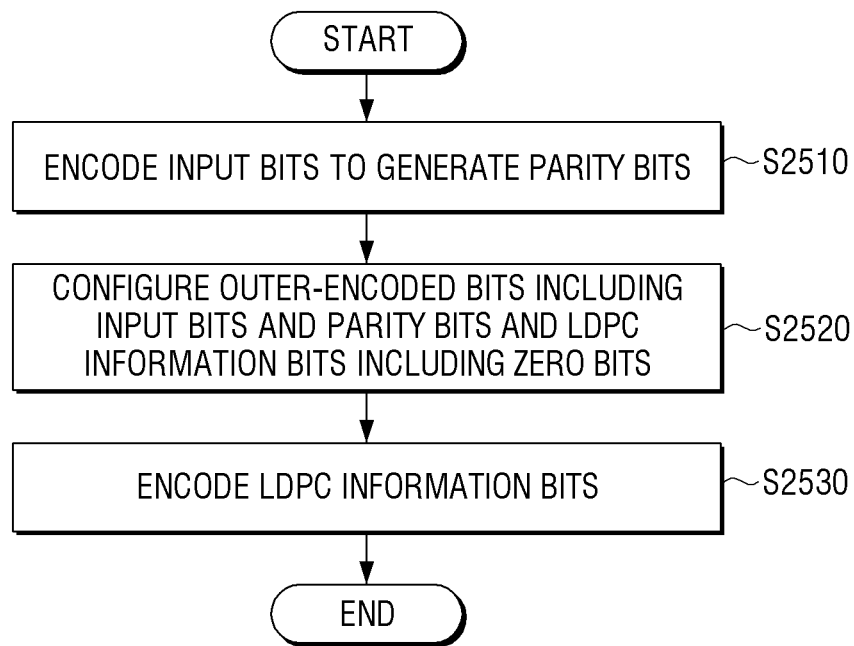 START
ENCODE INPUT BITS TO GENERATE PARITY BITS
S2510
CONFIGURE OUTER-ENCODED BITS INCLUDING
INPUT BITS AND PARITY BITS AND LDPC
INFORMATION BITS INCLUDING ZERO BITS
S2520
ENCODE LDPC INFORMATION BITS
S2530
END